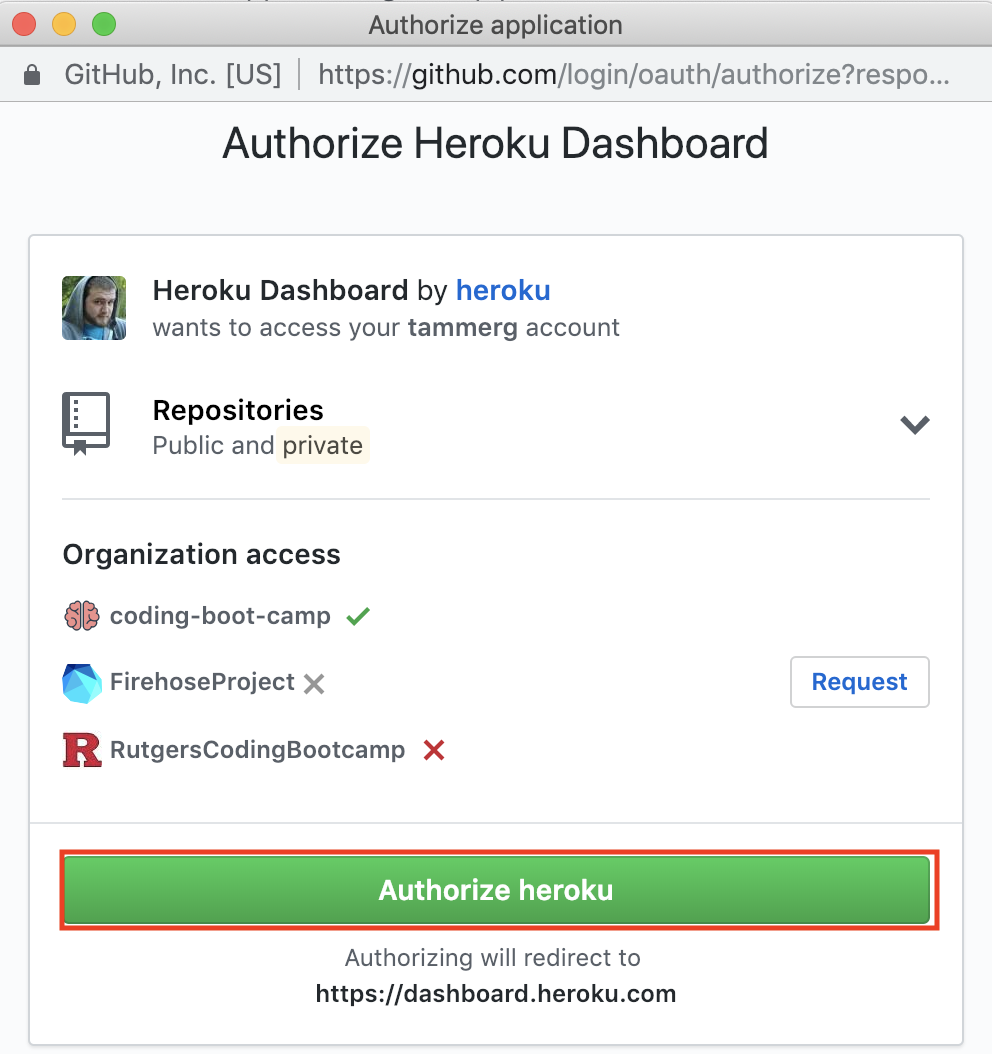 Authorize application
GitHub, Inc. [US] | https://github.com/login/oauth/authorize?respo...
Authorize Heroku Dashboard
Heroku Dashboard by heroku
wants to access your tammerg account
Repositories
Public and private
Organization access
coding-boot-camp
FirehoseProject
Request
R RutgersCodingBootcamp
Authorize heroku
Authorizing will redirect to
https://dashboard.heroku.com